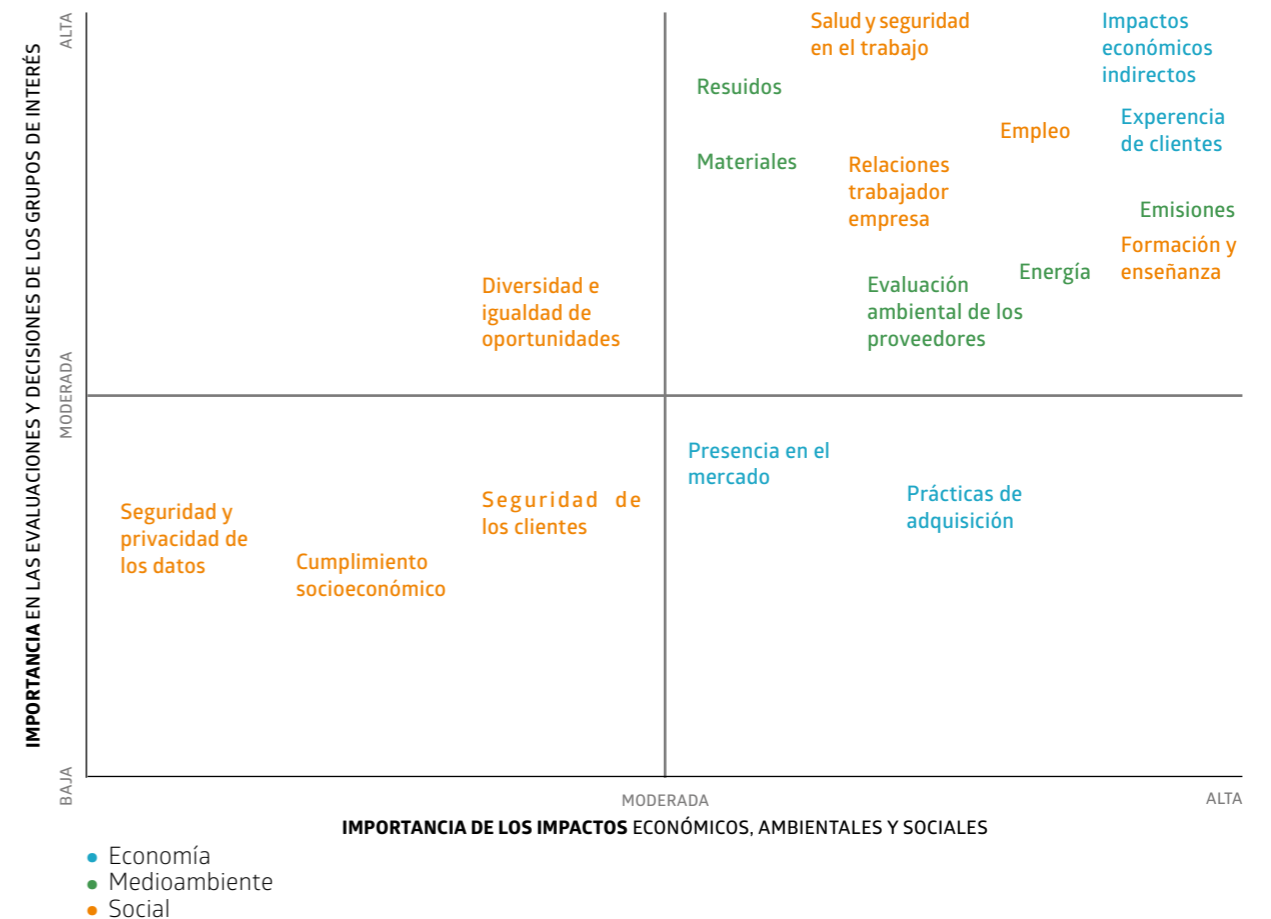 IMPORTANCIA EN LAS EVALUACIONES Y DECISIONES DE LOS GRUPOS DE INTERÉS
ALTA
MODERADA
BAJA
Salud y seguridad
en el trabajo
Impactos
económicos
indirectos
Resuidos
Experencia
de clientes
Empleo
Materiales
Relaciones
trabajador
empresa
Emisiones
Formación y
enseñanza
Energía
Evaluación
ambiental de los
proveedores
Diversidad e
igualdad de
oportunidades
Presencia en el
mercado
Prácticas de
adquisición
Seguridad de
los clientes
Seguridad y
privacidad de
los datos
Cumplimiento
socioeconómico
MODERADA
ALTA
IMPORTANCIA DE LOS IMPACTOS ECONÓMICOS, AMBIENTALES Y SOCIALES
Economía
Medioambiente
Social